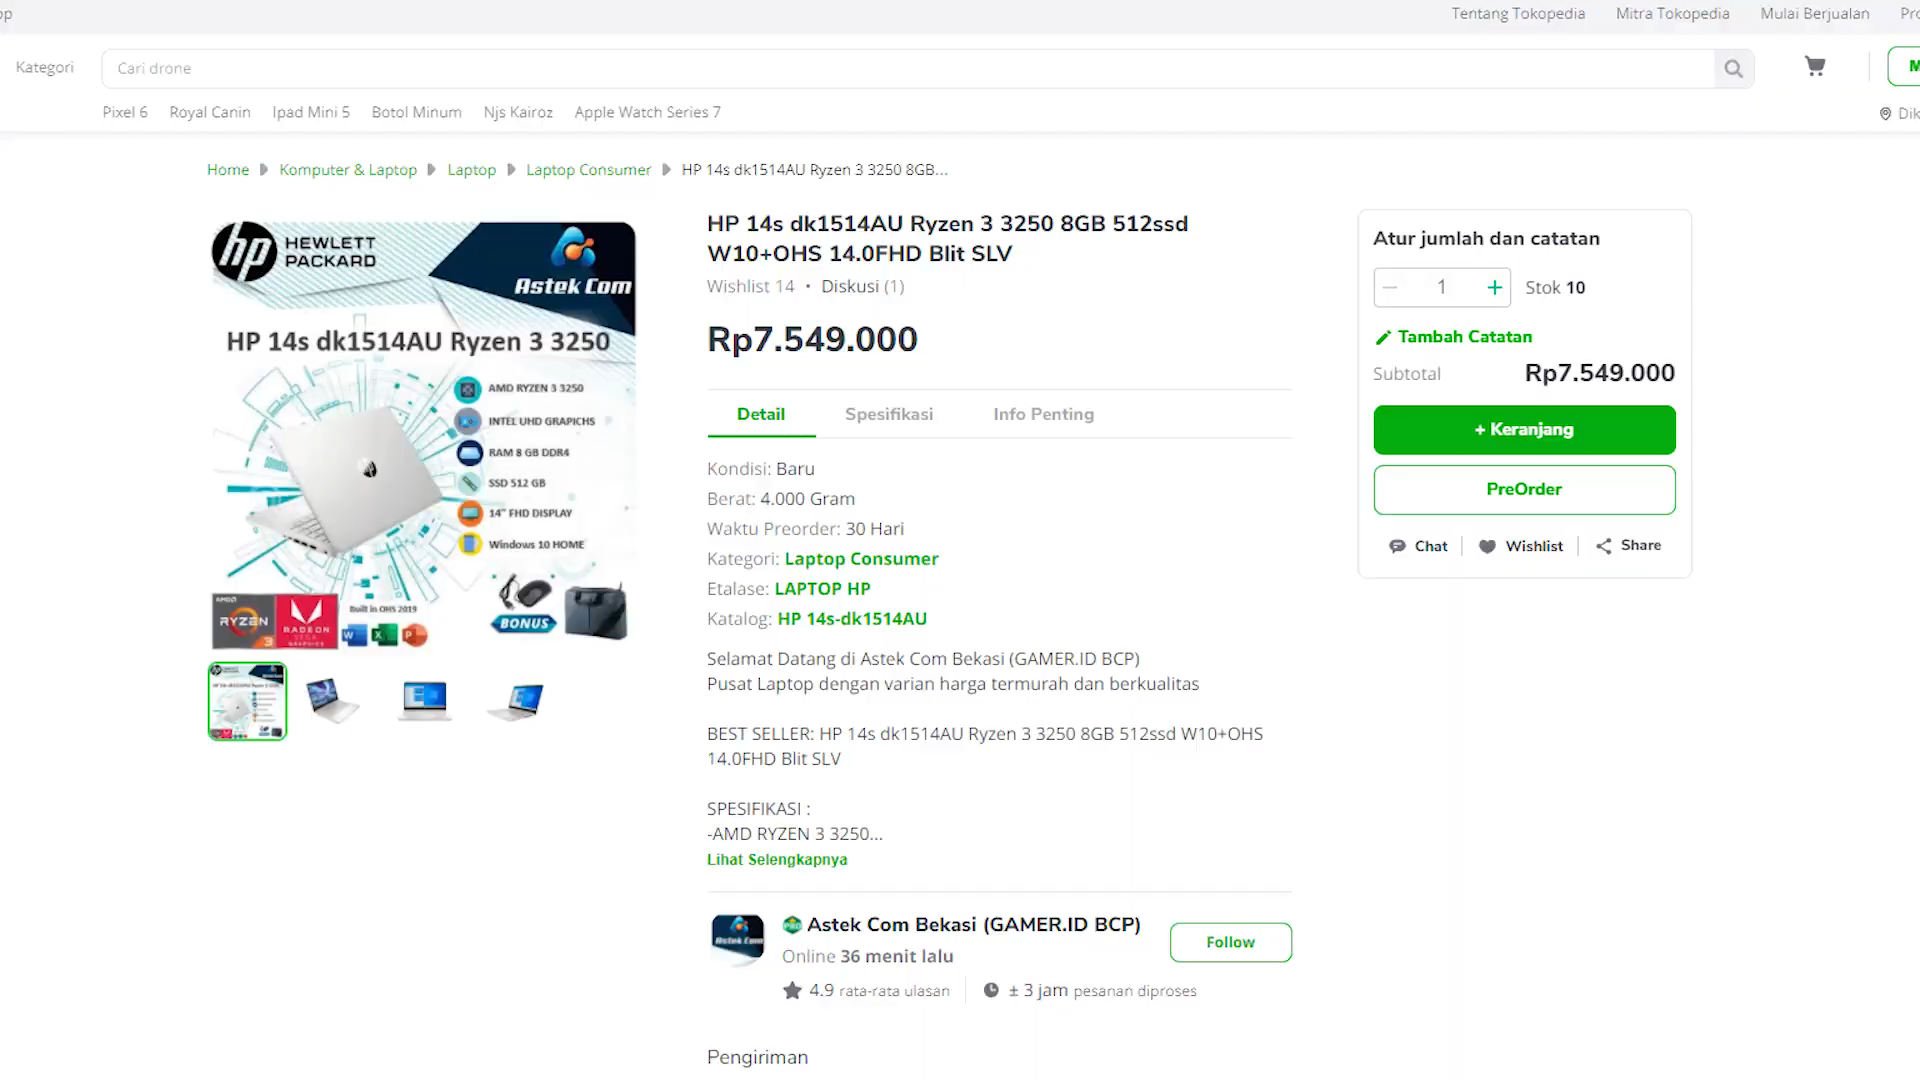 Tentang Tokopedia Mitra Tokopedia Mulai Berjualan
Kategori
Cari drone
Pixel 6 Royal Canin Ipad Mini 5 Botol Minum Njs Kairoz Apple Watch Series 7
Home Komputer & Laptop Laptop Laptop Consumer HP 14s dk1514AU Ryzen 3 3250 8GB...
hp HEWLETT
PACKARD
Astek Com
HP 14s dk1514AU Ryzen 3 3250
AMD RYZEN 3 3250
INTEL UHD GRAPICHS
RAM 8 GB DDR4
SSD 512 GB
14" FHD DISPLAY
Windows 10 HOME
AMD
RYZEN
3
RADEON
VEGA
GRAPHICS
Built in OHS 2019
BONUS
HP 14s dk1514AU Ryzen 3 3250 8GB 512ssd
W10+OHS 14.0FHD Blit SLV
Wishlist 14 • Diskusi (1)
Rp7.549.000
Detail Spesifikasi Info Penting
Kondisi: Baru
Berat: 4.000 Gram
Waktu Preorder: 30 Hari
Kategori: Laptop Consumer
Etalase: LAPTOP HP
Katalog: HP 14s-dk1514AU
Selamat Datang di Astek Com Bekasi (GAMER.ID BCP)
Pusat Laptop dengan varian harga termurah dan berkualitas
BEST SELLER: HP 14s dk1514AU Ryzen 3 3250 8GB 512ssd W10+OHS
14.0FHD Blit SLV
SPESIFIKASI :
-AMD RYZEN 3 3250...
Lihat Selengkapnya
Astek Com Bekasi (GAMER.ID BCP)
Online 36 menit lalu
Follow
4.9 rata-rata ulasan ± 3 jam pesanan diproses
Pengiriman
Atur jumlah dan catatan
1 Stok 10
Tambah Catatan
Subtotal Rp7.549.000
+ Keranjang
PreOrder
Chat Wishlist Share